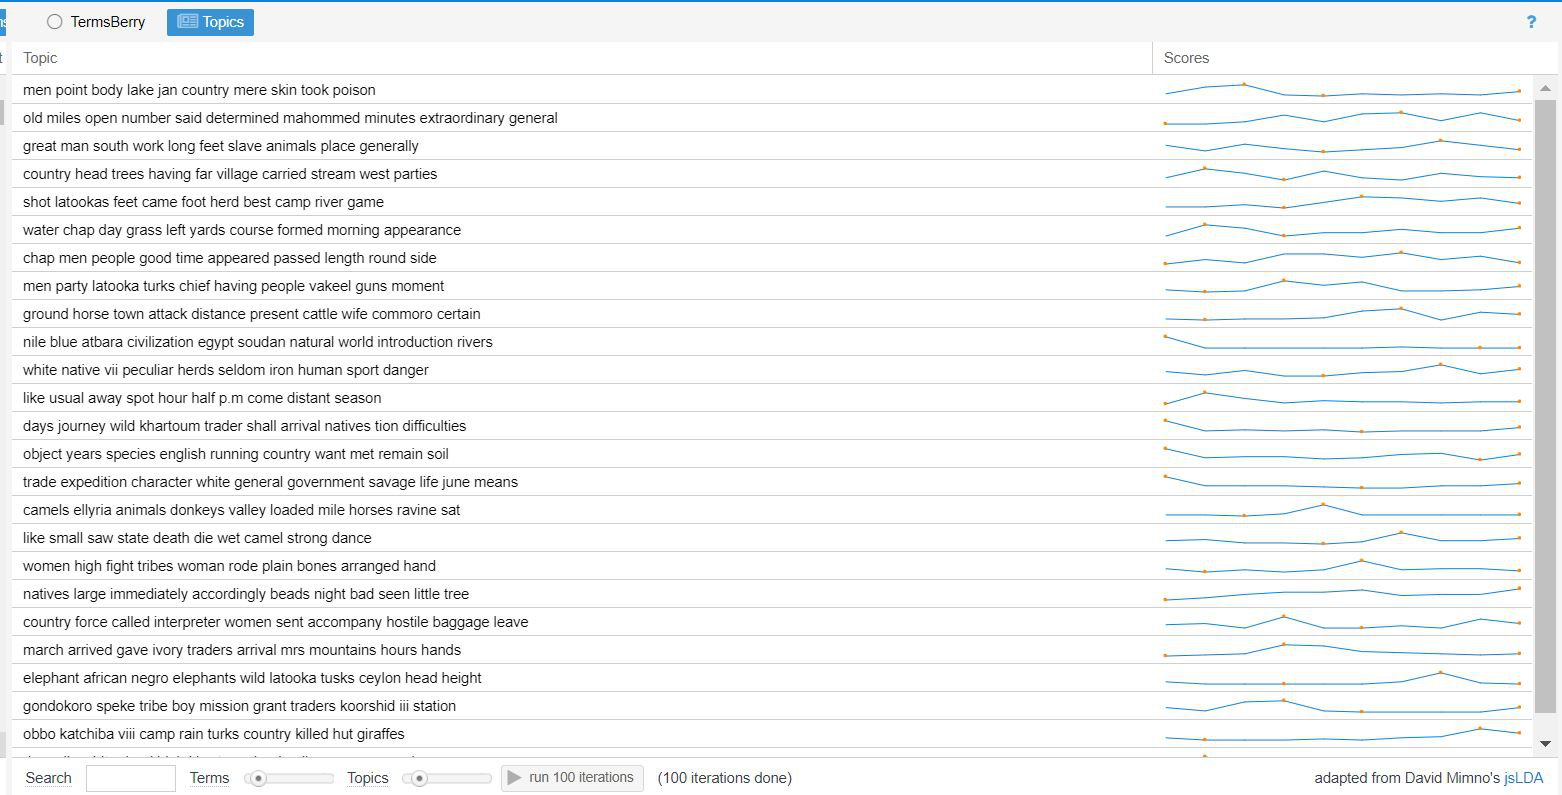 TermsBerry Topics ?
Topic Scores
men point body lake jan country mere skin took poison
old miles open number said determined mahommed minutes extraordinary general
great man south work long feet slave animals place generally
country head trees having far village carried stream west parties
shot latookas feet came foot herd best camp river game
water chap day grass left yards course formed morning appearance
chap men people good time appeared passed length round side
men party latooka turks chief having people vakeel guns moment
ground horse town attack distance present cattle wife commoro certain
nile blue atbara civilization egypt soudan natural world introduction rivers
white native vii peculiar herds seldom iron human sport danger
like usual away spot hour half p.m come distant season
days journey wild khartoum trader shall arrival natives tion difficulties
object years species english running country want met remain soil
trade expedition character white general government savage life june means
camels ellyria animals donkeys valley loaded mile horses ravine sat
like small saw state death die wet camel strong dance
women high fight tribes woman rode plain bones arranged hand
natives large immediately accordingly beads night bad seen little tree
country force called interpreter women sent accompany hostile baggage leave
march arrived gave ivory traders arrival mrs mountains hours hands
elephant african negro elephants wild latooka tusks ceylon head height
gondokoro speke tribe boy mission grant traders koorshid iii station
obbo katchiba viii camp rain turks country killed hut giraffes
Search Terms Topics run 100 iterations (100 iterations done) adapted from David Mimno's jsLDA